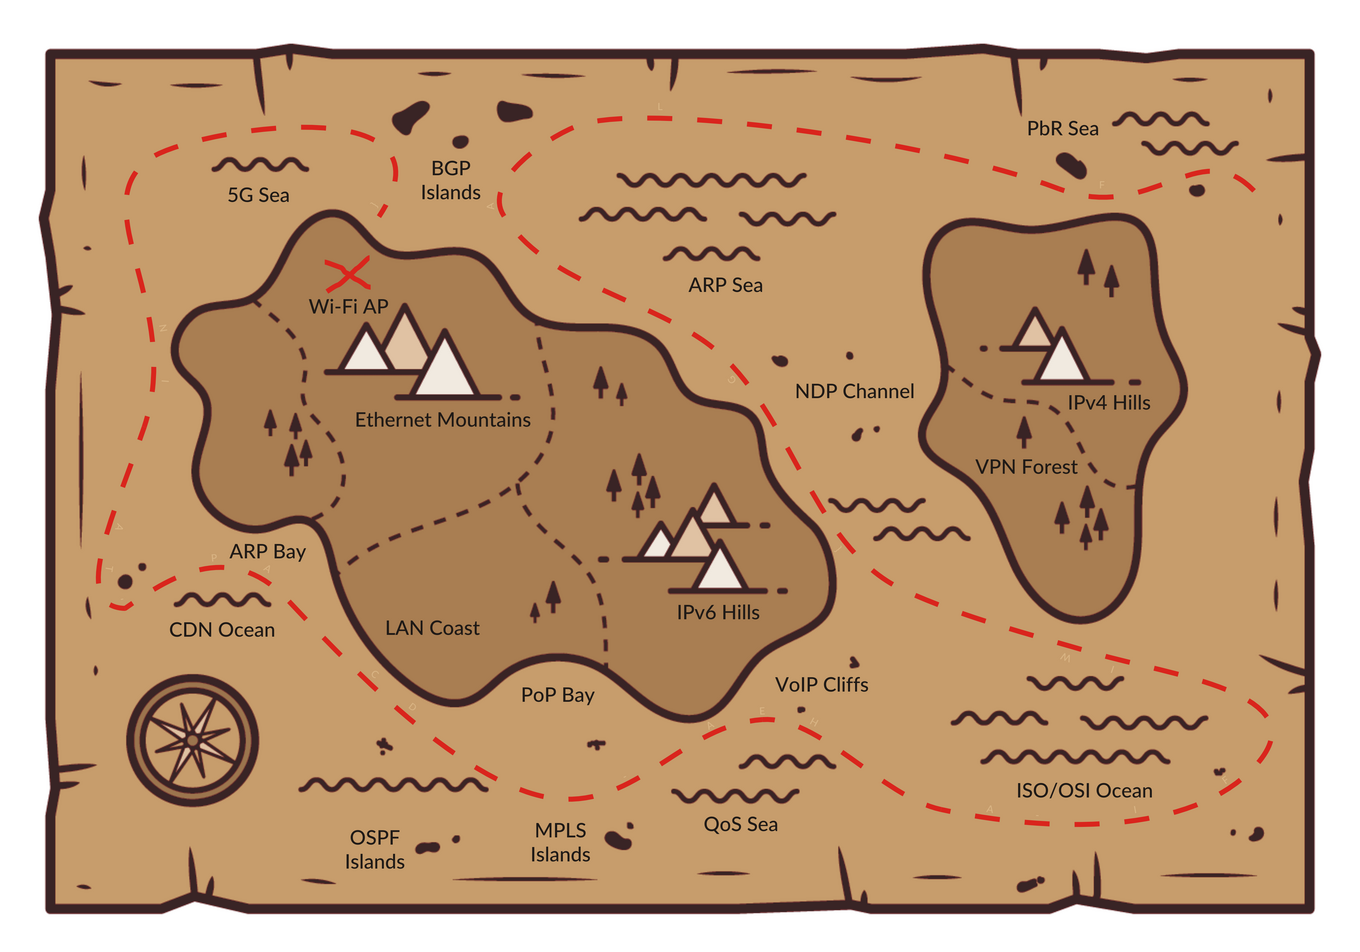 PbR Sea
BGP
Islands
5G Sea
ARP Sea
Wi-Fi AP
NDP Channel
IPv4 Hills
Ethernet Mountains
VPN Forest
ARP Bay
IPv6 Hills
CDN Ocean
LAN Coast
VoIP Cliffs
PoP Bay
ISO/OSI Ocean
QoS Sea
OSPF
Islands
MPLS
Islands